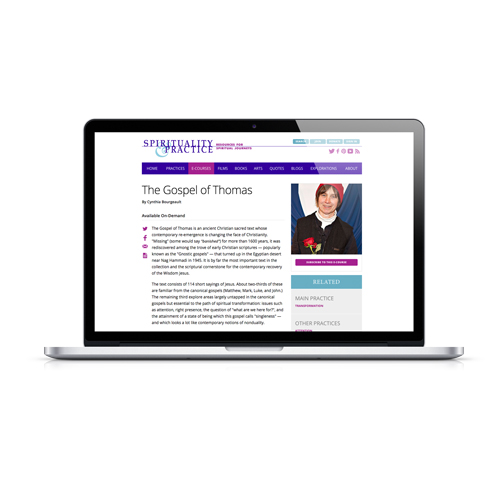 SPIRITUALITY
& PRACTICE
RESOURCES FOR
SPIRITUAL JOURNEYS
HOME PRACTICES E-COURSES FILMS BOOKS ARTS QUOTES BLOGS EXPLORATIONS ABOUT
The Gospel of Thomas
By Cynthia Bourgeault
Available On-Demand
The Gospel of Thomas is an ancient Christian sacred text whose
contemporary re-emergence is changing the face of Christianity.
"Missing" (some would say "banished") for more than 1600 years, it was
rediscovered among the trove of early Christian scriptures — popularly
known as the "Gnostic gospels" — that turned up in the Egyptian desert
near Nag Hammadi in 1945. It is by far the most important text in the
collection and the scriptural cornerstone for the contemporary recovery
of the Wisdom Jesus.
The text consists of 114 short sayings of Jesus. About two-thirds of these
are familiar from the canonical gospels (Matthew, Mark, Luke, and John.)
The remaining third explore areas largely untapped in the canonical
gospels but essential to the path of spiritual transformation: issues such
as attention, right presence, the question of "what are we here for?"; and
the attainment of a state of being which this gospel calls "singleness" —
and which looks a lot like contemporary notions of nonduality.
SUBSCRIBE TO THIS E-COURSE
RELATED
MAIN PRACTICE
TRANSFORMATION
OTHER PRACTICES
ATTENTION